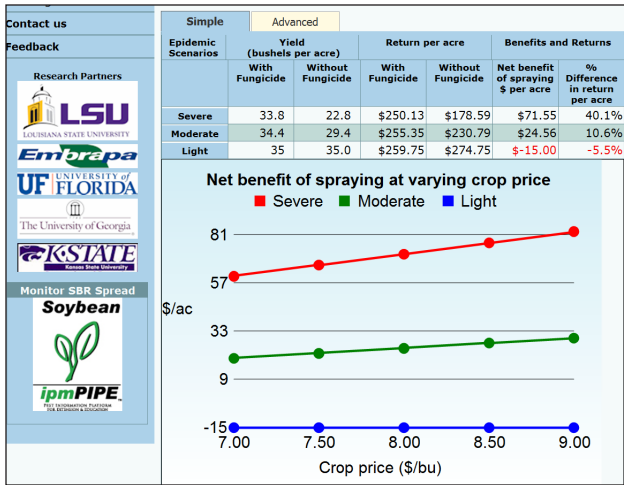 Contact us
Feedback
Research Partners
LSU
LOUISIANA STATE UNIVERSITY
Embrapa
UF UNIVERSITY of FLORIDA
The University of Georgia
K-STATE
Kansas State University
Monitor SBR Spread
Soybean
ipmPIPE
PEST INFORMATION PLATFORM
FOR EXTENSION & EDUCATION
Simple Advanced
Epidemic Scenarios Yield (bushels per acre) Return per acre Benefits and Returns
With Fungicide Without Fungicide With Fungicide Without Fungicide Net benefit of spraying $ per acre % Difference in return per acre
Severe 33.8 22.8 $250.13 $178.59 $71.55 40.1%
Moderate 34.4 29.4 $255.35 $230.79 $24.56 10.6%
Light 35 35.0 $259.75 $274.75 $-15.00 -5.5%
Net benefit of spraying at varying crop price
Severe Moderate Light
81
57
$/ac
33
9
-15
7.00 7.50 8.00 8.50 9.00
Crop price ($/bu)